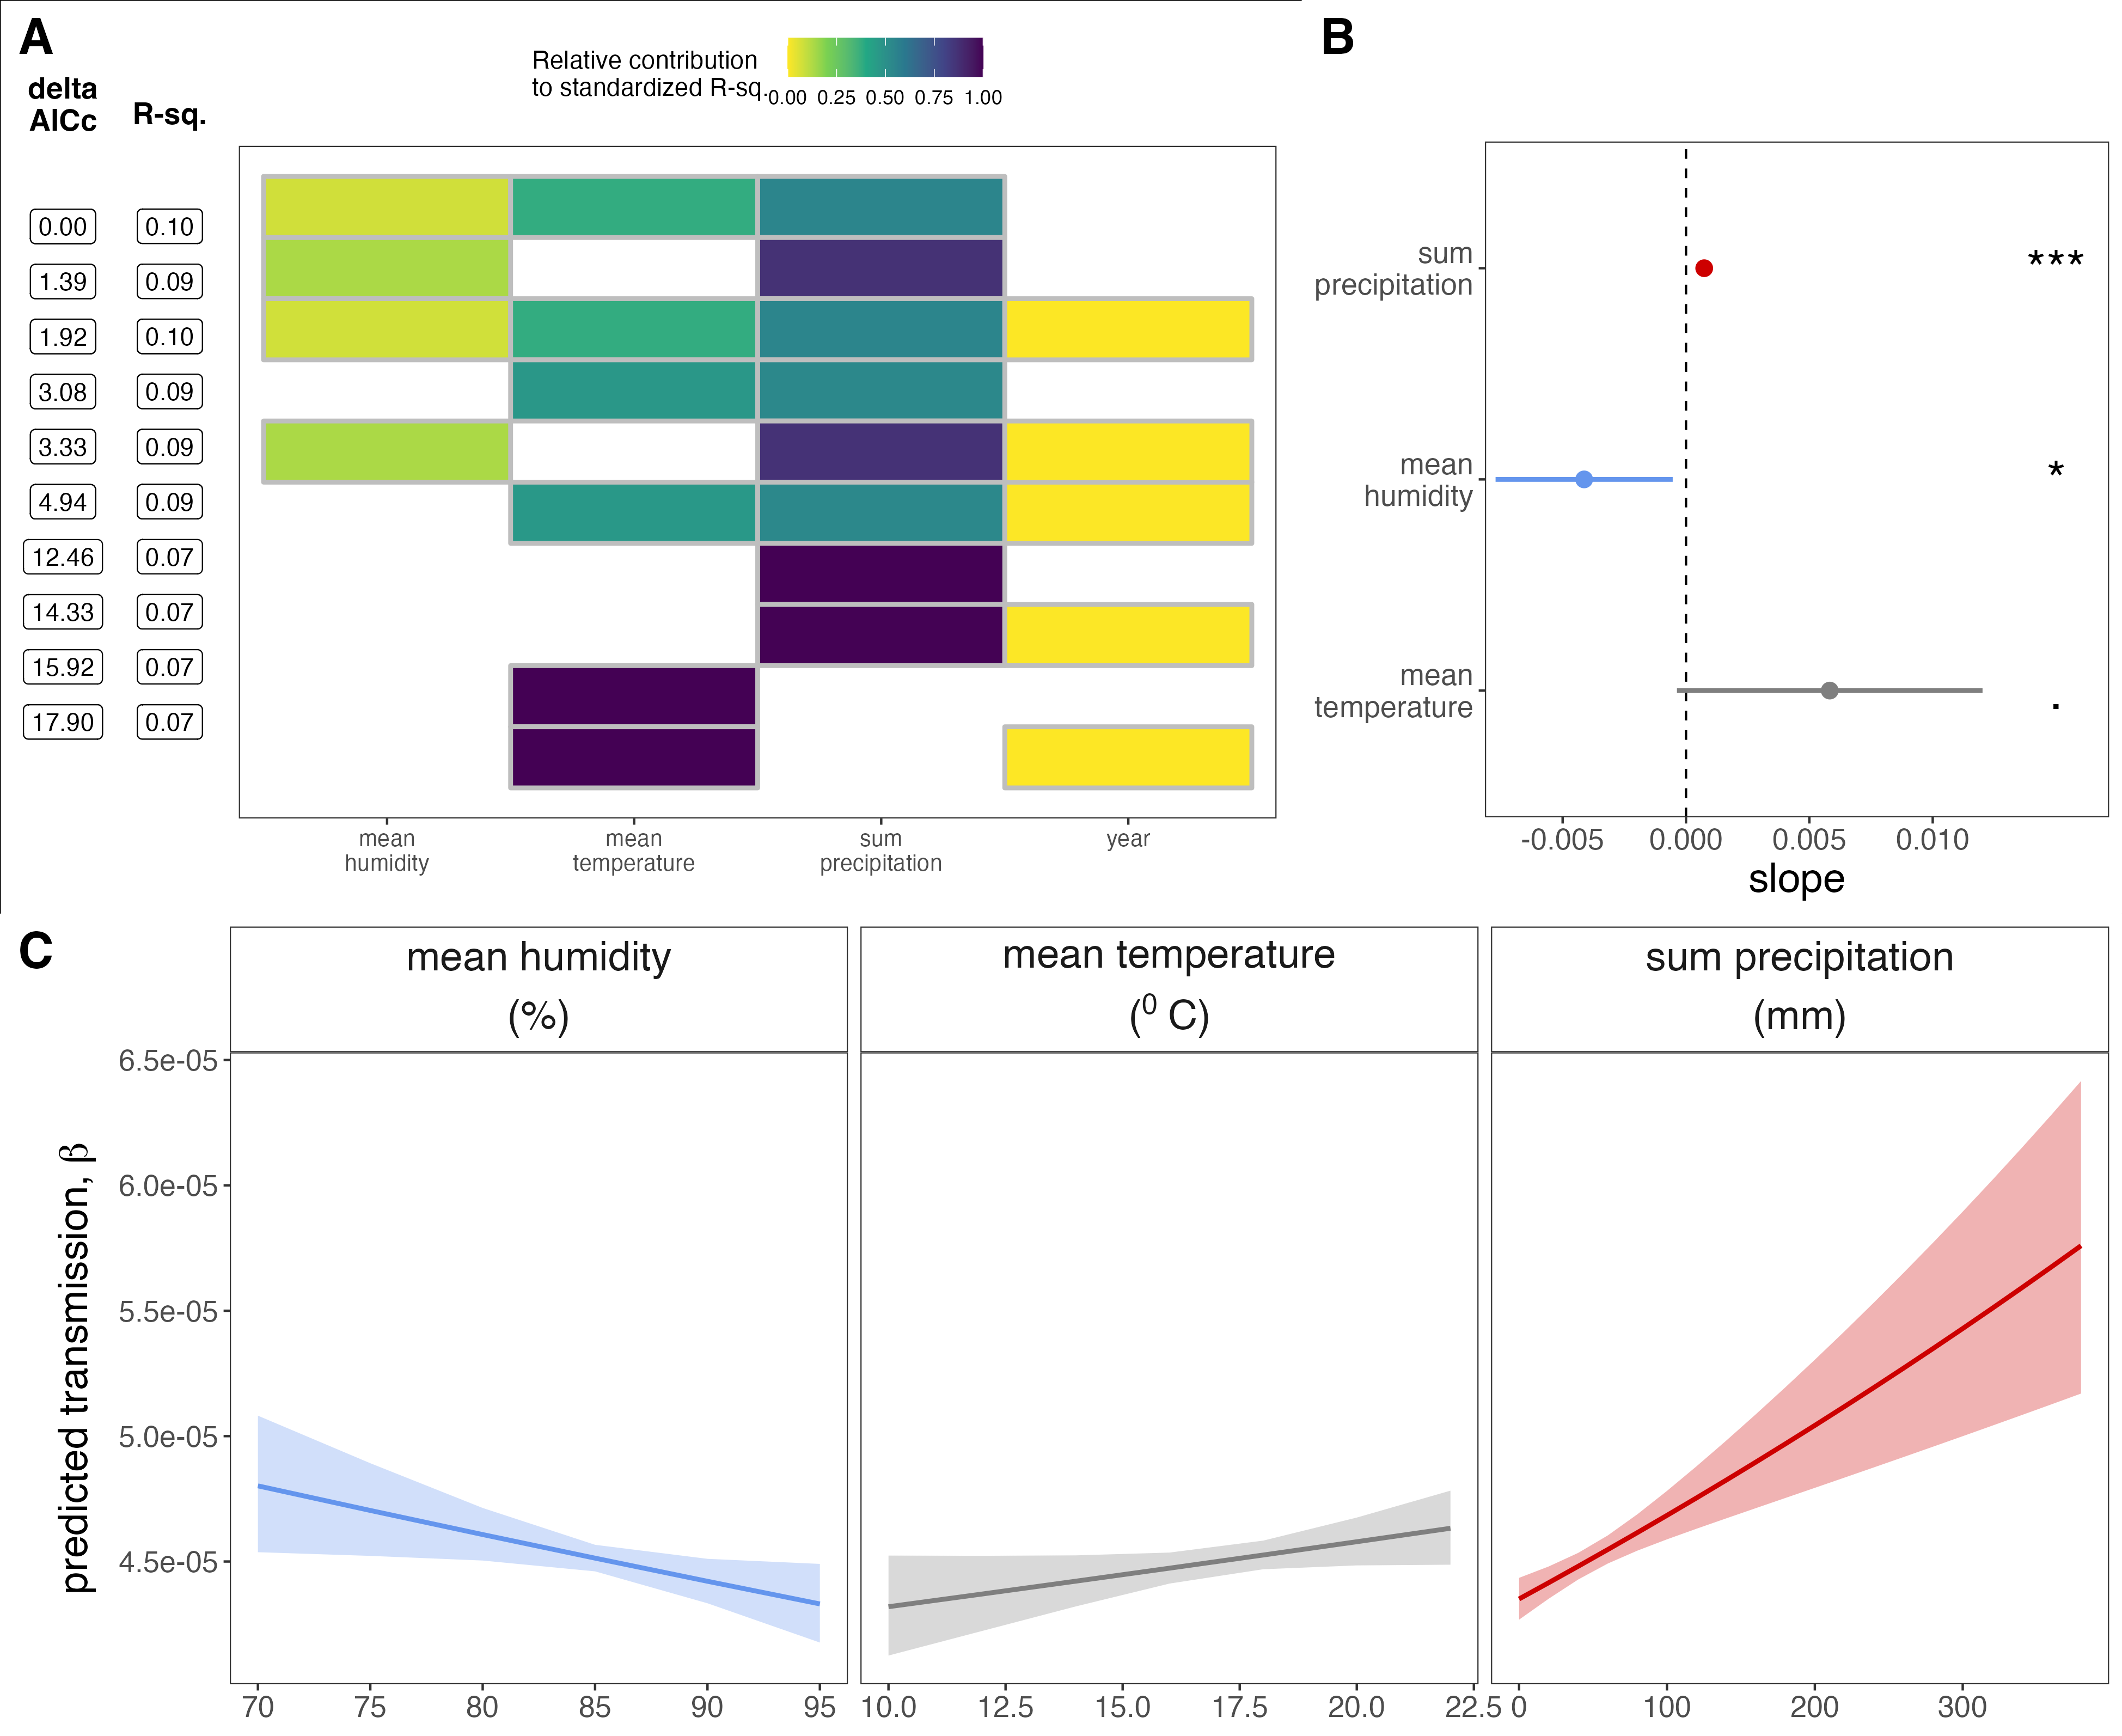 A
delta
AICc
R-sq.
Relative contribution
to standardized R-sq.
0.00 0.25 0.50 0.75 1.00
0.00 0.10
1.39 0.09
1.92 0.10
3.08 0.09
3.33 0.09
4.94 0.09
12.46 0.07
14.33 0.07
15.92 0.07
17.90 0.07
mean
humidity
mean
temperature
sum
precipitation
year
B
sum
precipitation
***
mean
humidity
*
mean
temperature
.
-0.005 0.000 0.005 0.010
slope
C
mean humidity
(%)
mean temperature
(⁰ C)
sum precipitation
(mm)
predicted transmission, β
6.5e-05
6.0e-05
5.5e-05
5.0e-05
4.5e-05
70 75 80 85 90 95
10.0 12.5 15.0 17.5 20.0 22.5
0 100 200 300